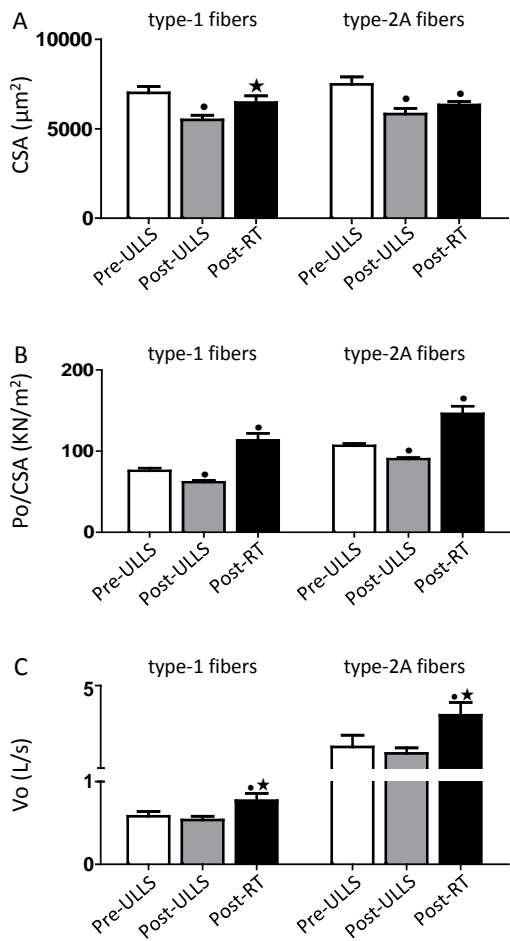 A
type-1 fibers type-2A fibers
10000
5000
0
CSA (µm²)
• ★ • •
Pre-ULLS Post-ULLS Post-RT Pre-ULLS Post-ULLS Post-RT
B
type-1 fibers type-2A fibers
200
100
0
Po/CSA (KN/m²)
• • • •
Pre-ULLS Post-ULLS Post-RT Pre-ULLS Post-ULLS Post-RT
C
type-1 fibers type-2A fibers
5
1
0
Vo (L/s)
•★ •★
Pre-ULLS Post-ULLS Post-RT Pre-ULLS Post-ULLS Post-RT